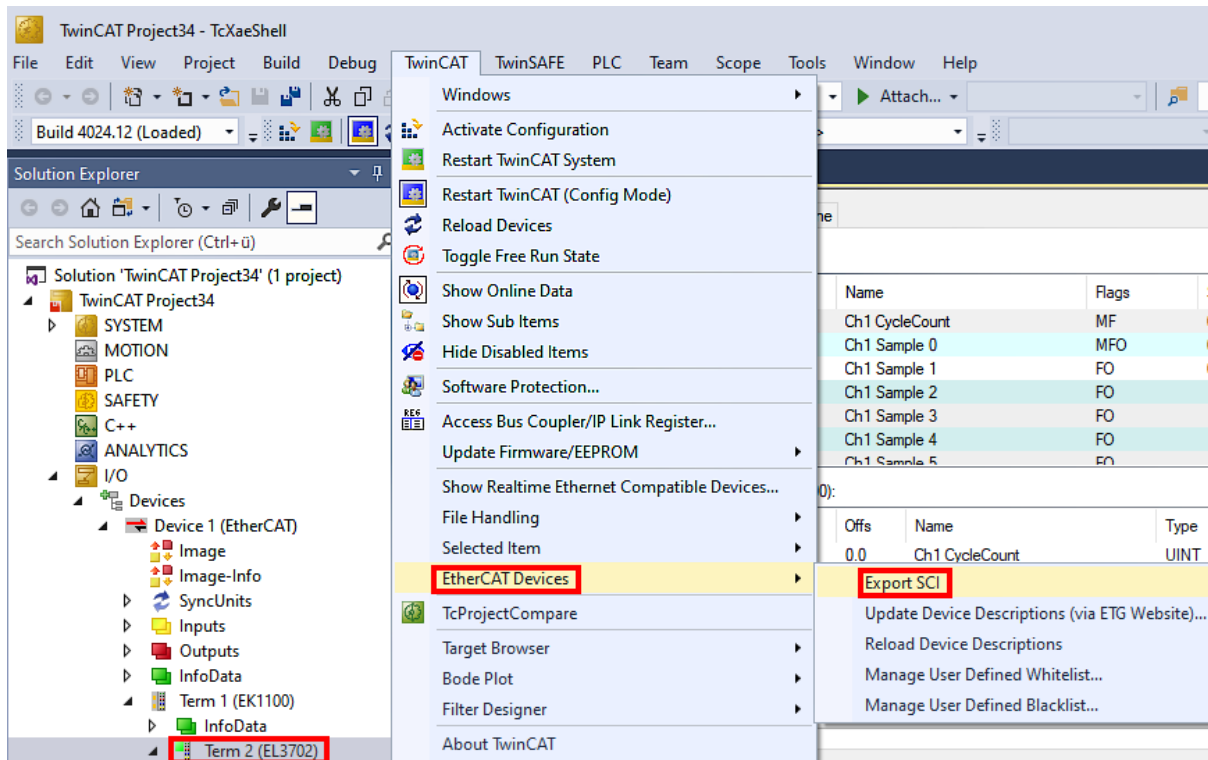 TwinCAT Project34 - TcXaeShell
File Edit View Project Build Debug TwinCAT TwinSAFE PLC Team Scope Tools Window Help
Attach...
Build 4024.12 (Loaded)
Solution Explorer
Search Solution Explorer (Ctrl+ü)
Solution 'TwinCAT Project34' (1 project)
TwinCAT Project34
SYSTEM
MOTION
PLC
SAFETY
C++
ANALYTICS
I/O
Devices
Device 1 (EtherCAT)
Image
Image-Info
SyncUnits
Inputs
Outputs
InfoData
Term 1 (EK1100)
InfoData
Term 2 (EL3702)
Windows
Activate Configuration
Restart TwinCAT System
Restart TwinCAT (Config Mode)
Reload Devices
Toggle Free Run State
Show Online Data
Show Sub Items
Hide Disabled Items
Software Protection...
REG
Access Bus Coupler/IP Link Register...
Update Firmware/EEPROM
Show Realtime Ethernet Compatible Devices...
File Handling
Selected Item
EtherCAT Devices
TcProjectCompare
Target Browser
Bode Plot
Filter Designer
About TwinCAT
ne
Name Flags
Ch1 CycleCount MF
Ch1 Sample 0 MFO
Ch1 Sample 1 FO
Ch1 Sample 2 FO
Ch1 Sample 3 FO
Ch1 Sample 4 FO
Ch1 Sample 5 FO
0):
Offs Name Type
0.0 Ch1 CycleCount UINT
Export SCI
Update Device Descriptions (via ETG Website)...
Reload Device Descriptions
Manage User Defined Whitelist...
Manage User Defined Blacklist...